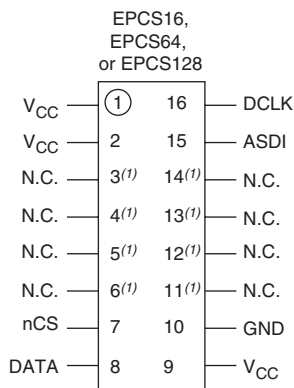 EPCS16,
EPCS64,
or EPCS128
VCC 1 16 DCLK
VCC 2 15 ASDI
N.C. 3(1) 14(1) N.C.
N.C. 4(1) 13(1) N.C.
N.C. 5(1) 12(1) N.C.
N.C. 6(1) 11(1) N.C.
nCS 7 10 GND
DATA 8 9 VCC